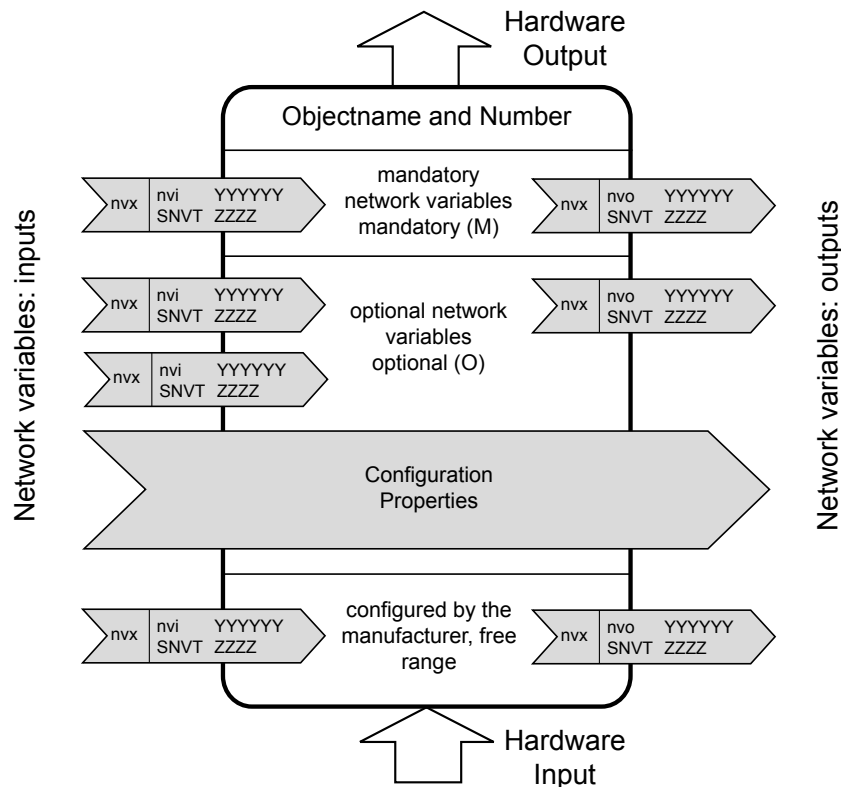 Hardware
Output
Objectname and Number
Network variables: inputs
nvx
nvi YYYYYY
SNVT ZZZZ
mandatory
network variables
mandatory (M)
nvx
nvo YYYYYY
SNVT ZZZZ
Network variables: outputs
nvx
nvi YYYYYY
SNVT ZZZZ
optional network
variables
optional (O)
nvx
nvo YYYYYY
SNVT ZZZZ
nvx
nvi YYYYYY
SNVT ZZZZ
Configuration
Properties
nvx
nvi YYYYYY
SNVT ZZZZ
configured by the
manufacturer, free
range
nvx
nvo YYYYYY
SNVT ZZZZ
Hardware
Input